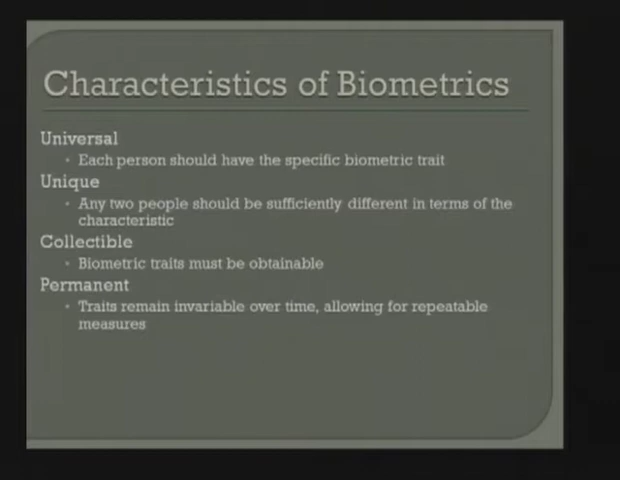 Characteristics of Biometrics
Universal
• Each person should have the specific biometric trait
Unique
• Any two people should be sufficiently different in terms of the
characteristic
Collectible
• Biometric traits must be obtainable
Permanent
• Traits remain invariable over time, allowing for repeatable
measures